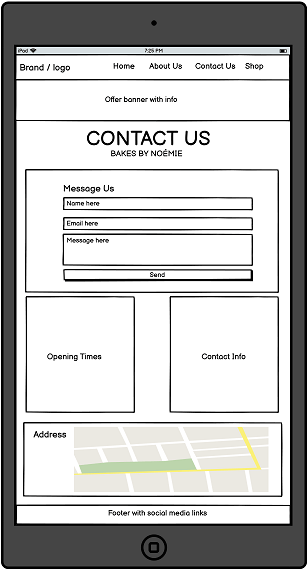 iPod 7:25 PM
Brand / logo Home About Us Contact Us Shop
Offer banner with info
CONTACT US
BAKES BY NOÉMIE
Message Us
Name here
Email here
Message here
Send
Opening Times
Contact Info
Address
Footer with social media links